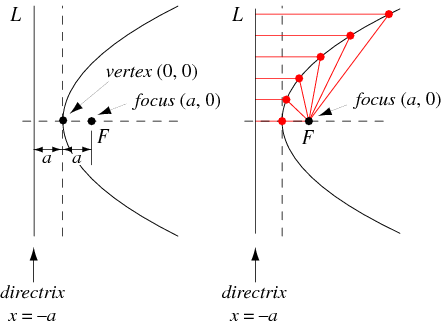 L
vertex (0, 0)
focus (a, 0)
F
a
a
directrix
x = –a
L
focus (a, 0)
F
directrix
x = –a